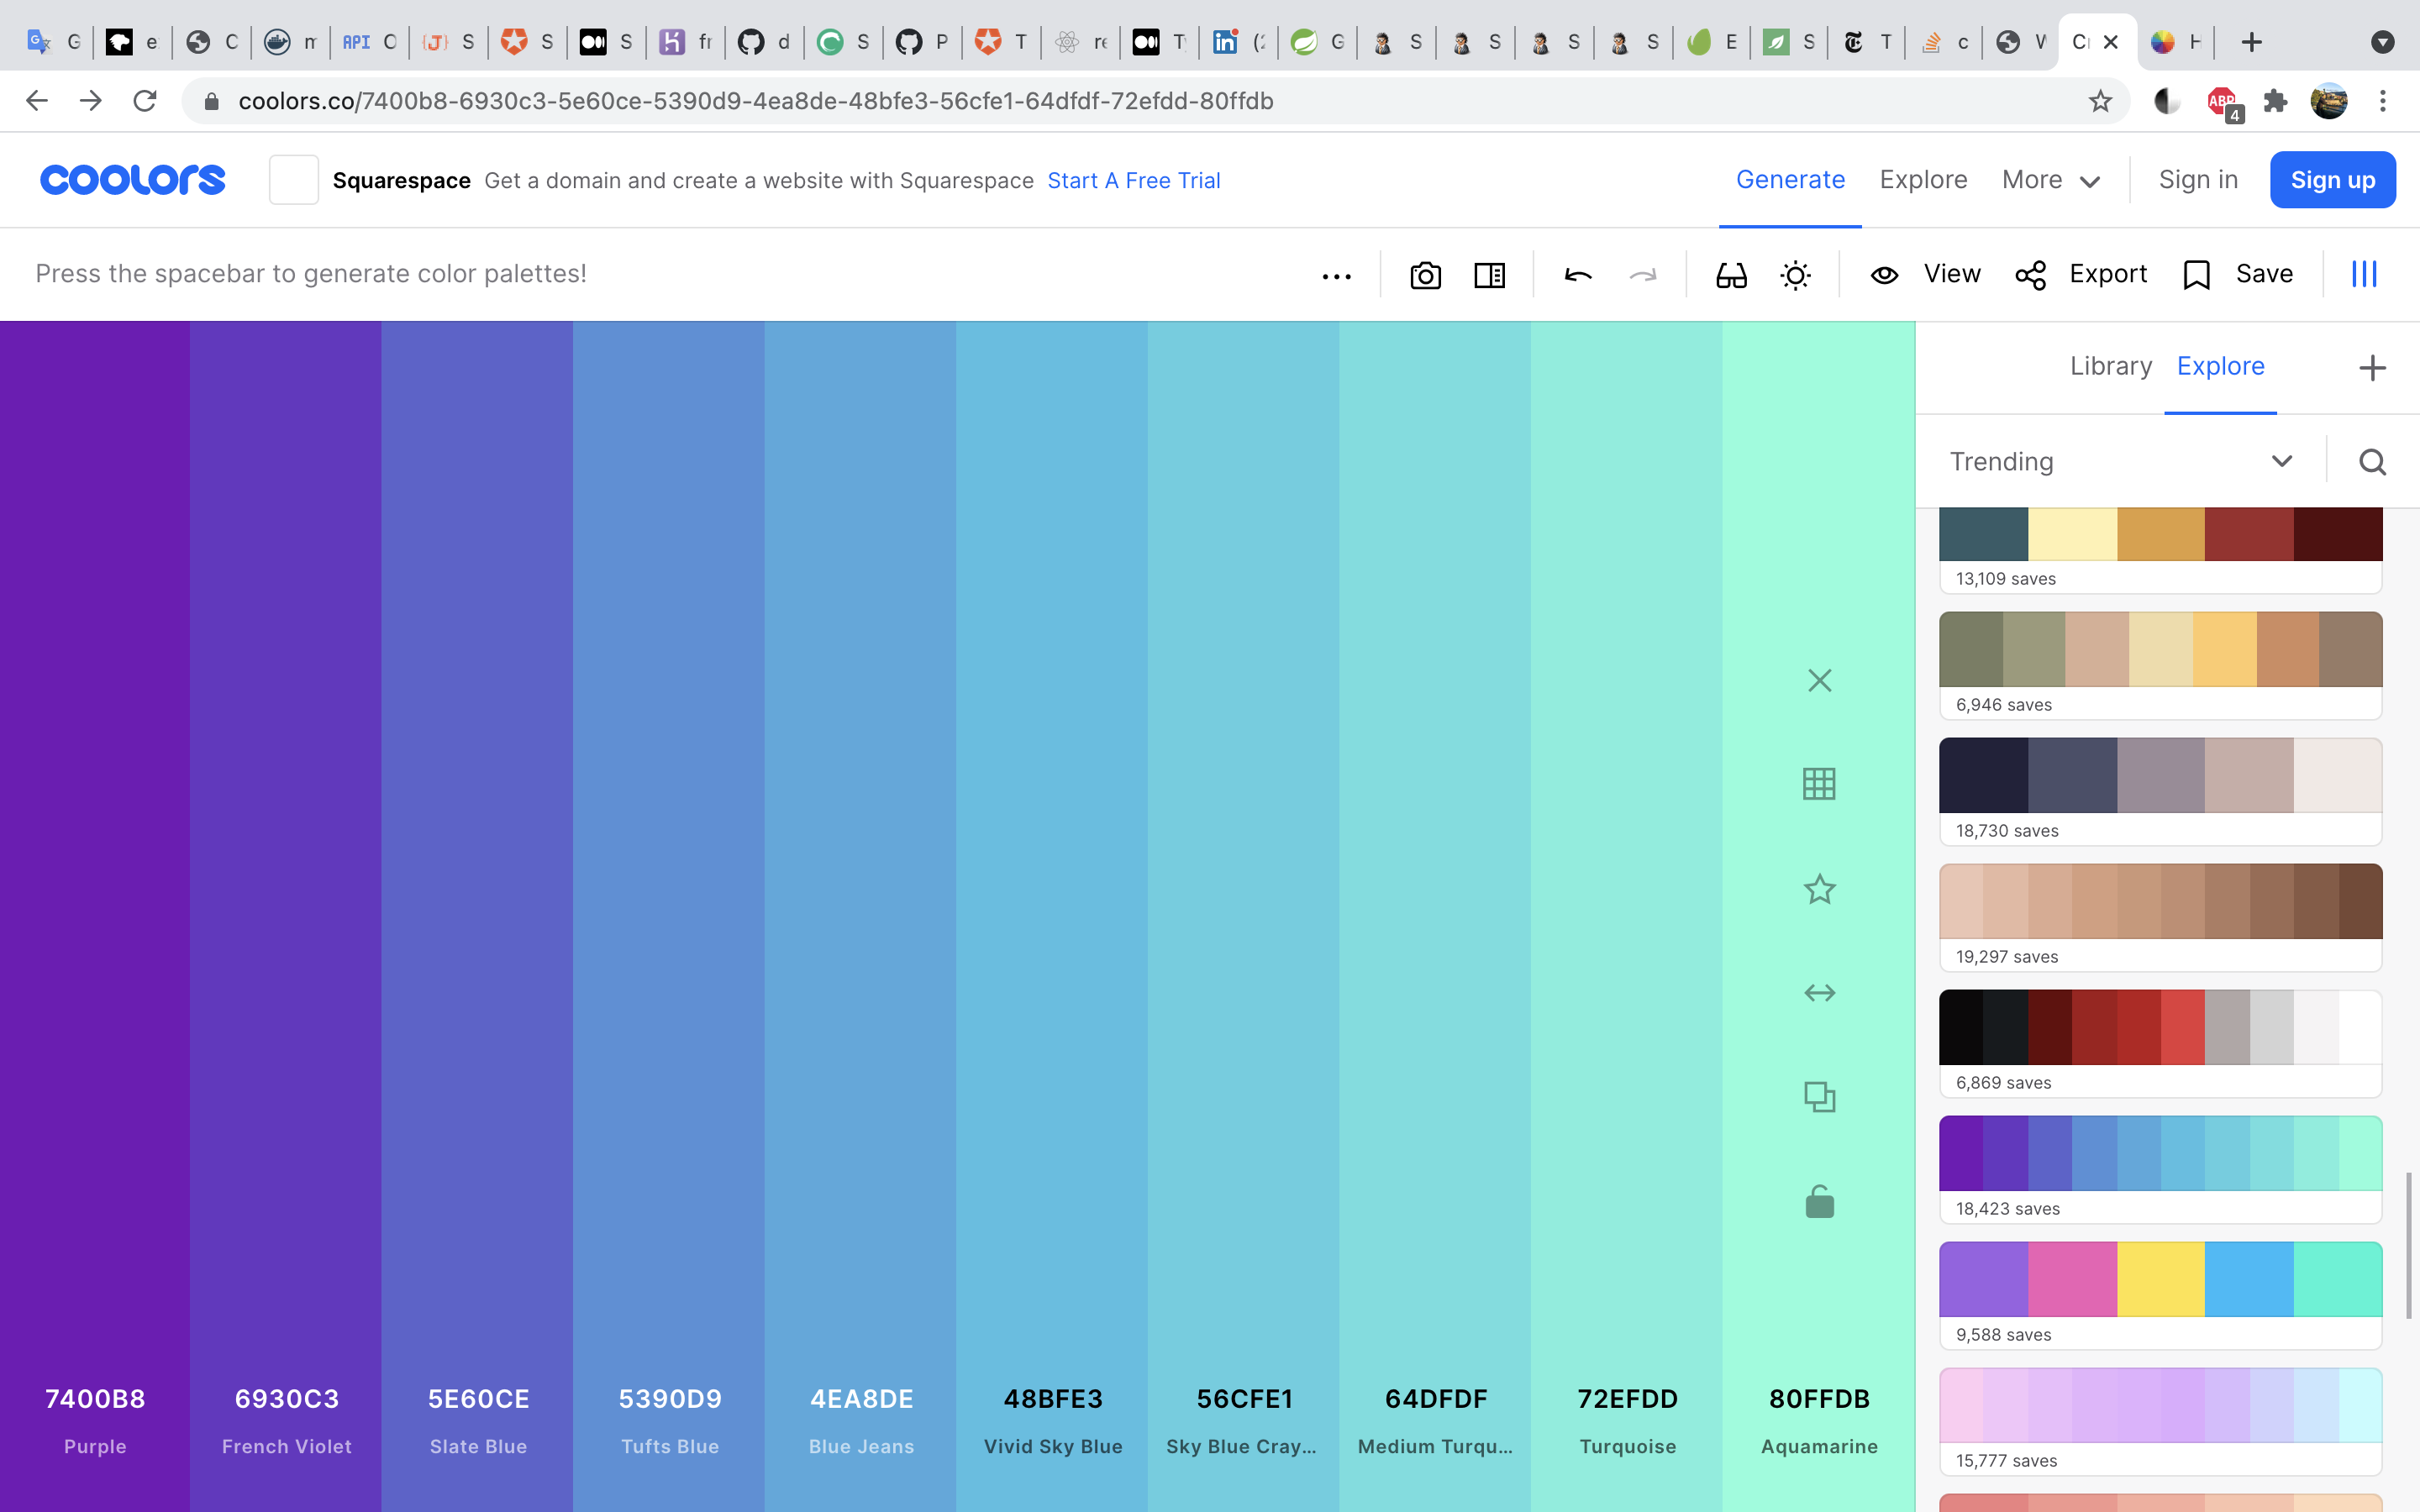 G
e
C
m
API C
{J} S
S
S
fr
d
S
P
T
re
T
in (2
G
S
S
S
S
E
S
T
c
W
Cr
H
coolors.co/7400b8-6930c3-5e60ce-5390d9-4ea8de-48bfe3-56cfe1-64dfdf-72efdd-80ffdb
ABP
4
coolors
Squarespace Get a domain and create a website with Squarespace Start A Free Trial
Generate Explore More Sign in Sign up
Press the spacebar to generate color palettes!
View Export Save
Library Explore
Trending
13,109 saves
6,946 saves
18,730 saves
19,297 saves
6,869 saves
18,423 saves
9,588 saves
15,777 saves
7400B8 6930C3 5E60CE 5390D9 4EA8DE 48BFE3 56CFE1 64DFDF 72EFDD 80FFDB
Purple French Violet Slate Blue Tufts Blue Blue Jeans Vivid Sky Blue Sky Blue Cray... Medium Turqu... Turquoise Aquamarine